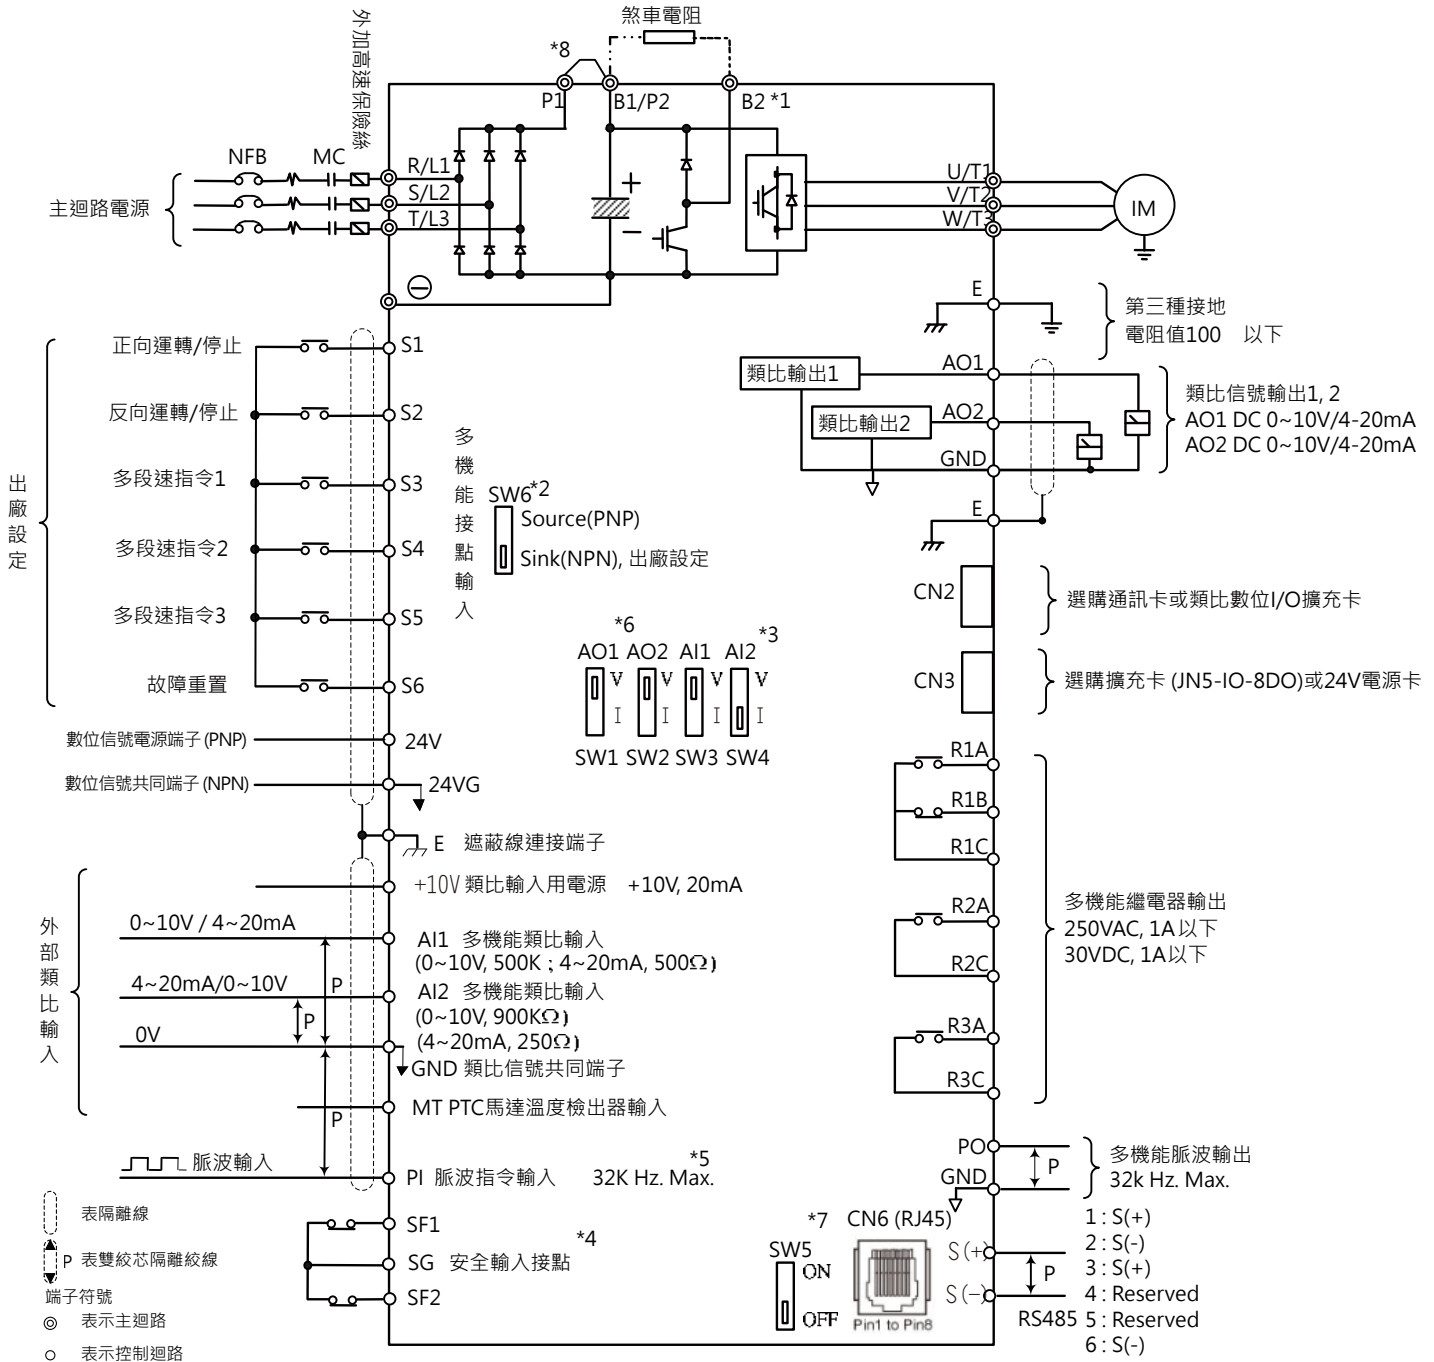 煞車電阻
外加高速保險絲
*8
P1
B1/P2
B2 *1
NFB
MC
R/L1
S/L2
T/L3
主迴路電源
U/T1
V/T2
W/T3
IM
E
第三種接地
電阻值100 以下
出廠設定
正向運轉/停止
S1
反向運轉/停止
S2
多段速指令1
S3
多段速指令2
S4
多段速指令3
S5
故障重置
S6
多機能接點輸入
SW6*2
Source(PNP)
Sink(NPN), 出廠設定
類比輸出1
AO1
類比輸出2
AO2
GND
E
類比信號輸出1, 2
AO1 DC 0~10V/4-20mA
AO2 DC 0~10V/4-20mA
CN2
選購通訊卡或類比數位I/O擴充卡
CN3
選購擴充卡 (JN5-IO-8DO)或24V電源卡
*6
*3
AO1 AO2 AI1 AI2
V V V V
I I I I
SW1 SW2 SW3 SW4
數位信號電源端子(PNP)
24V
數位信號共同端子(NPN)
24VG
E 遮蔽線連接端子
外部類比輸入
+10V 類比輸入用電源 +10V, 20mA
0~10V / 4~20mA
AI1 多機能類比輸入
(0~10V, 500K ; 4~20mA, 500Ω)
4~20mA/0~10V
P
AI2 多機能類比輸入
(0~10V, 900KΩ)
P
0V
(4~20mA, 250Ω)
GND 類比信號共同端子
MT PTC馬達溫度檢出器輸入
P
脈波輸入
PI 脈波指令輸入 32K Hz. Max.
*5
R1A
R1B
R1C
R2A
R2C
R3A
R3C
多機能繼電器輸出
250VAC, 1A以下
30VDC, 1A以下
PO
GND
P
多機能脈波輸出
32k Hz. Max.
表隔離線
P 表雙絞芯隔離絞線
端子符號
表示主迴路
表示控制迴路
SF1
SG 安全輸入接點
*4
SF2
*7
SW5
ON
OFF
CN6 (RJ45)
Pin1 to Pin8
S(+)
S(−)
P
RS485
1 : S(+)
2 : S(-)
3 : S(+)
4 : Reserved
5 : Reserved
6 : S(-)